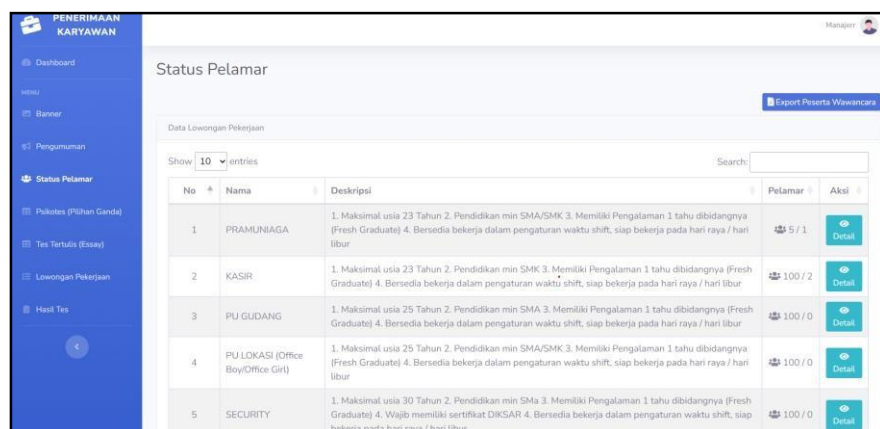 PENERIMAAN
KARYAWAN
Manajerr
Dashboard
MENU
Banner
Pengumuman
Status Pelamar
Psikotes (Pilihan Ganda)
Tes Tertulis (Essay)
Lowongan Pekerjaan
Hasil Tes
Status Pelamar
Export Peserta Wawancara
Data Lowongan Pekerjaan
Show 10 entries
Search:
No Nama Deskripsi Pelamar Aksi
1 PRAMUNIAGA 1. Maksimal usia 23 Tahun 2. Pendidikan min SMA/SMK 3. Memiliki Pengalaman 1 tahu dibidangnya
(Fresh Graduate) 4. Bersedia bekerja dalam pengaturan waktu shift, siap bekerja pada hari raya / hari
libur
5 / 1 Detail
2 KASIR 1. Maksimal usia 23 Tahun 2. Pendidikan min SMK 3. Memiliki Pengalaman 1 tahu dibidangnya (Fresh
Graduate) 4. Bersedia bekerja dalam pengaturan waktu shift, siap bekerja pada hari raya / hari libur
100 / 2 Detail
3 PU GUDANG 1. Maksimal usia 25 Tahun 2. Pendidikan min SMA 3. Memiliki Pengalaman 1 tahu dibidangnya (Fresh
Graduate) 4. Bersedia bekerja dalam pengaturan waktu shift, siap bekerja pada hari raya / hari libur
100 / 0 Detail
4 PU LOKASI (Office
Boy/Office Girl)
1. Maksimal usia 25 Tahun 2. Pendidikan min SMA/SMK 3. Memiliki Pengalaman 1 tahu dibidangnya
(Fresh Graduate) 4. Bersedia bekerja dalam pengaturan waktu shift, siap bekerja pada hari raya / hari
libur
100 / 0 Detail
5 SECURITY 1. Maksimal usia 30 Tahun 2. Pendidikan min SMa 3. Memiliki Pengalaman 1 tahu dibidangnya (Fresh
Graduate) 4. Wajib memiliki sertifikat DIKSAR 4. Bersedia bekerja dalam pengaturan waktu shift, siap
bekerja pada hari raya / hari libur
100 / 0 Detail